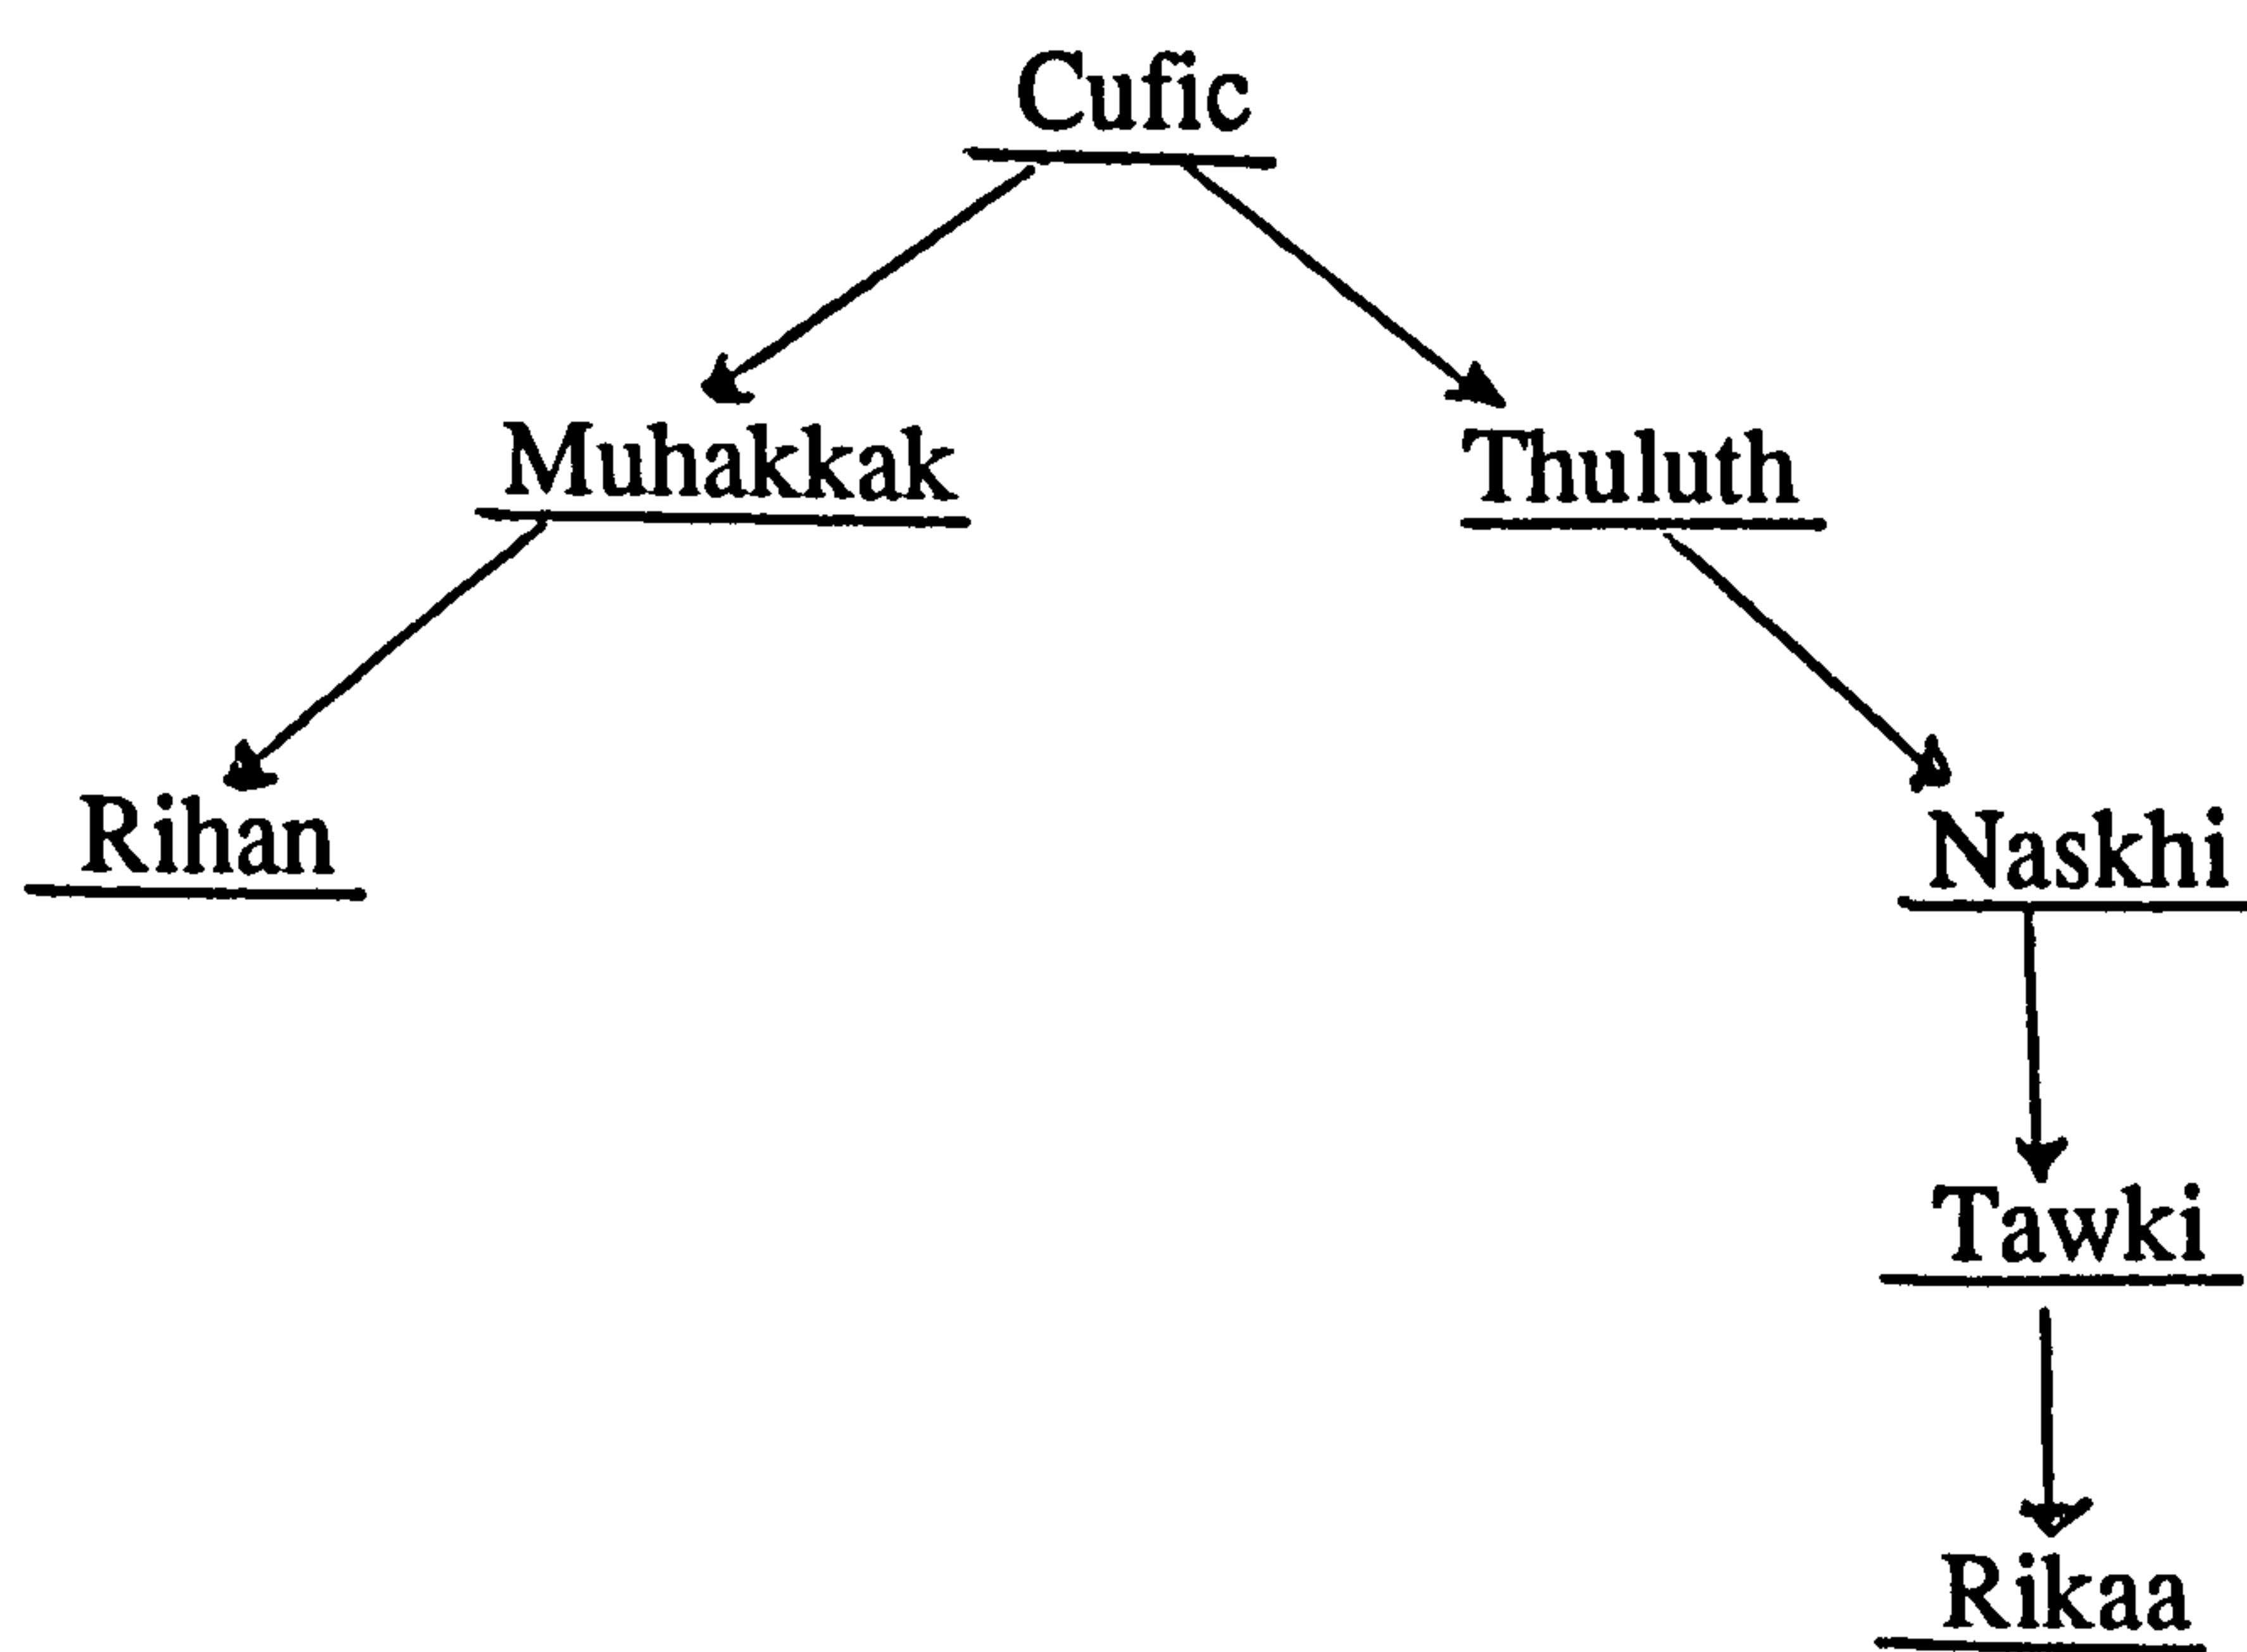 Cufic
Muhakkak Thuluth
Rihan Naskhi
Tawki
Rikaa